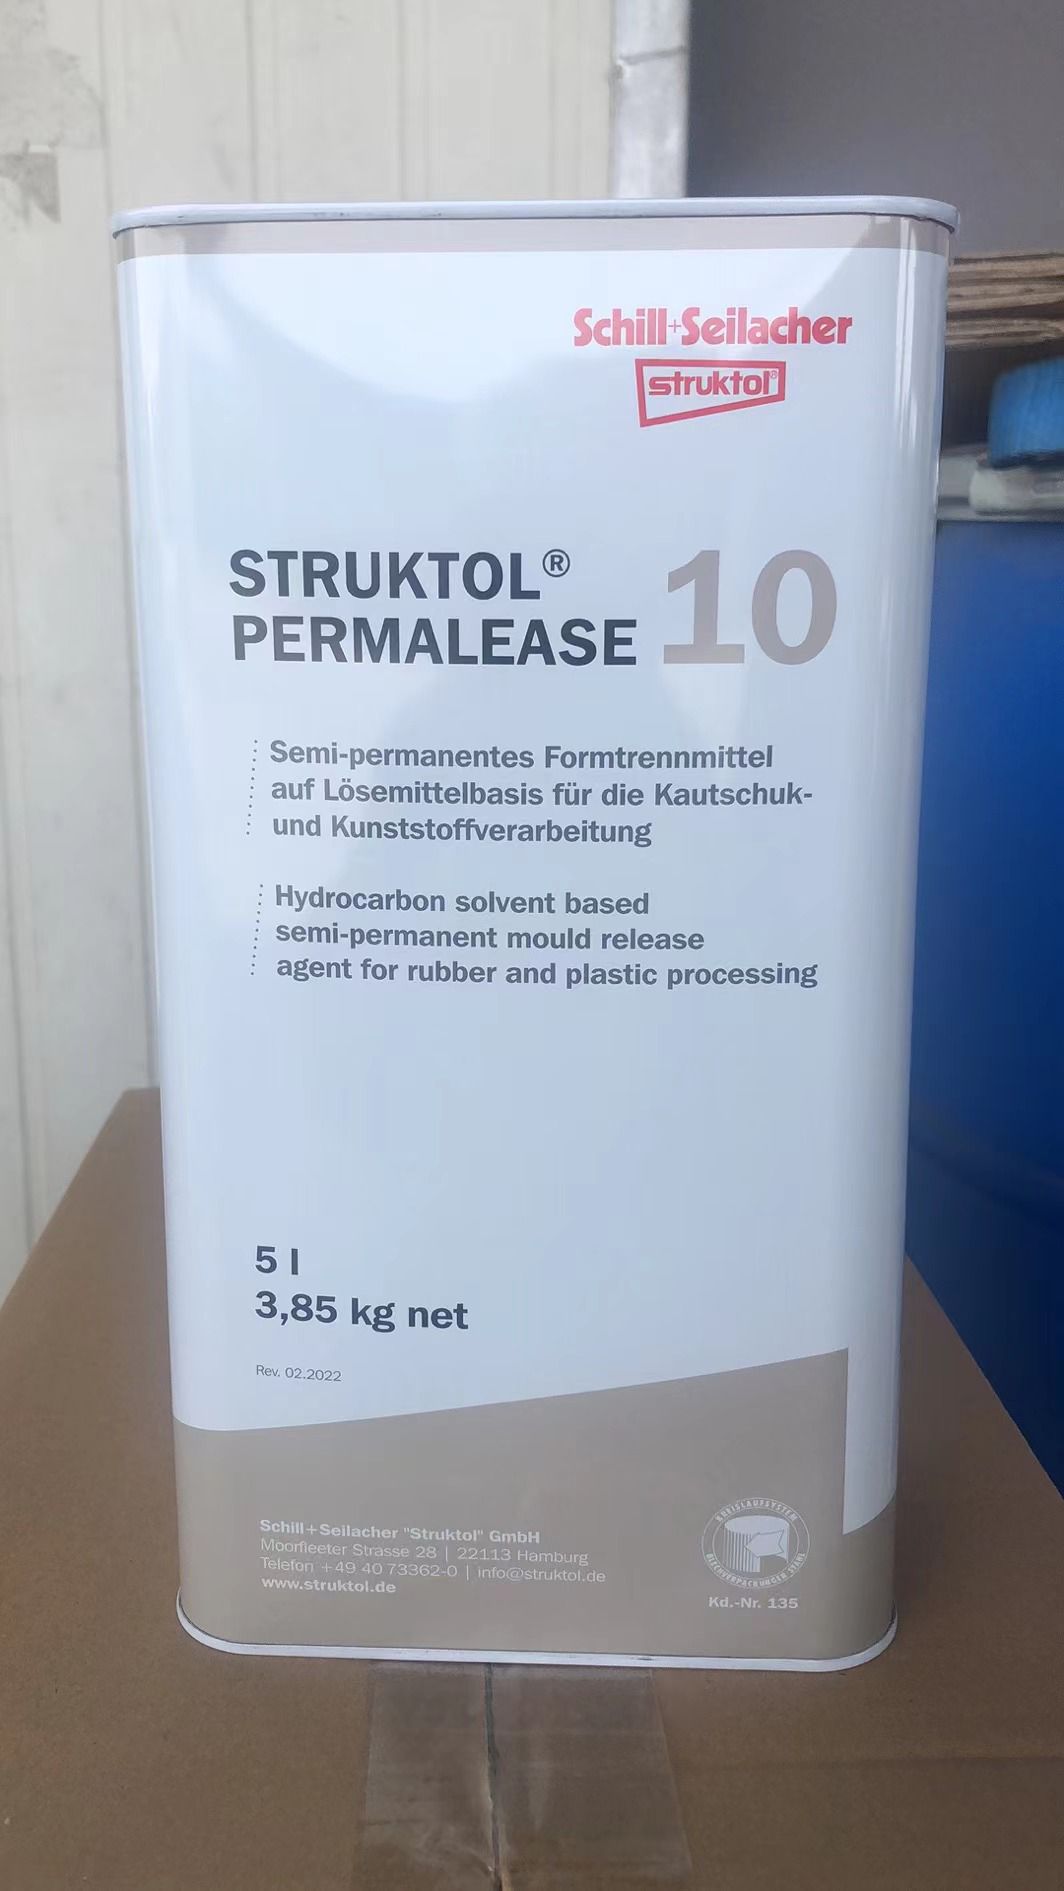 Schill+Seilacher
struktol®
STRUKTOL®
PERMALEASE 10
Semi-permanentes Formtrennmittel
auf Lösemittelbasis für die Kautschuk-
und Kunststoffverarbeitung
Hydrocarbon solvent based
semi-permanent mould release
agent for rubber and plastic processing
5 l
3,85 kg net
Rev. 02.2022
Schill+Seilacher "Struktol" GmbH
Moorfleeter Strasse 28 | 22113 Hamburg
Telefon +49 40 73362-0 | info@struktol.de
www.struktol.de
KREISLAUFSYSTEM
BLECHVERPACKUNGEN STAHL
Kd.-Nr. 135